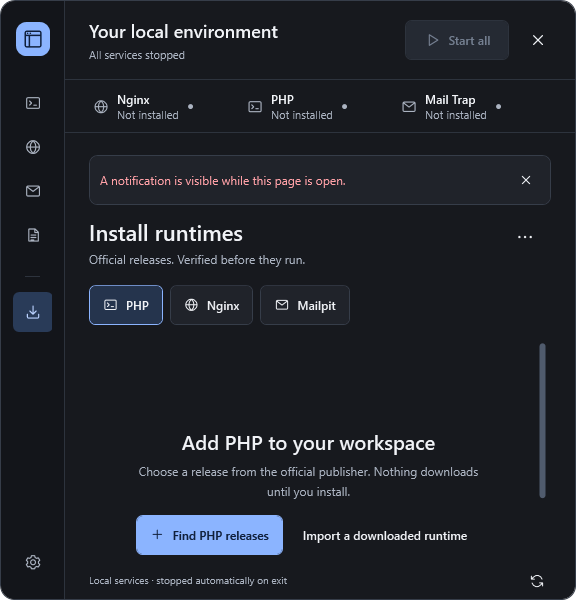 Your local environment
All services stopped
Start all
Nginx
Not installed
PHP
Not installed
Mail Trap
Not installed
A notification is visible while this page is open.
Install runtimes
Official releases. Verified before they run.
PHP
Nginx
Mailpit
Add PHP to your workspace
Choose a release from the official publisher. Nothing downloads
until you install.
Find PHP releases
Import a downloaded runtime
Local services · stopped automatically on exit